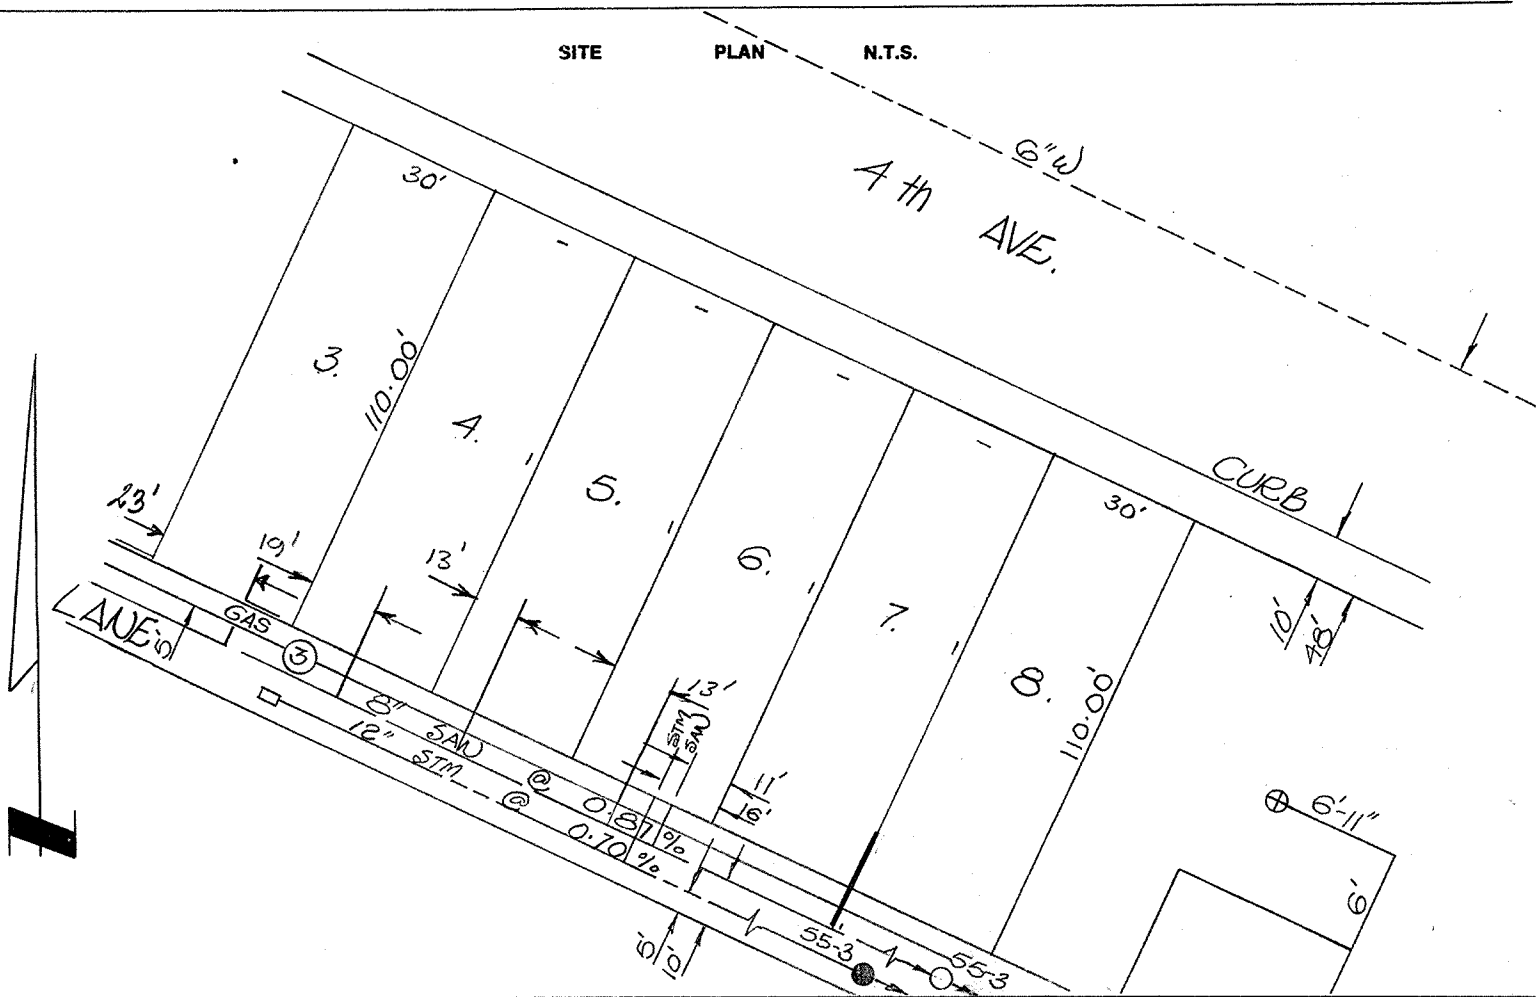 SITE PLAN N.T.S.
6"W
4th AVE.
30'
3.
110.00'
4.
5.
6.
7.
8.
30'
CURB
10'
48'
110.00'
23'
19'
13'
13'
STM
SAN
11'
16'
LANE
5'
GAS
3
8" SAN @ 0.87%
12" STM @ 0.70%
55-3
55-3
6'-11"
6'